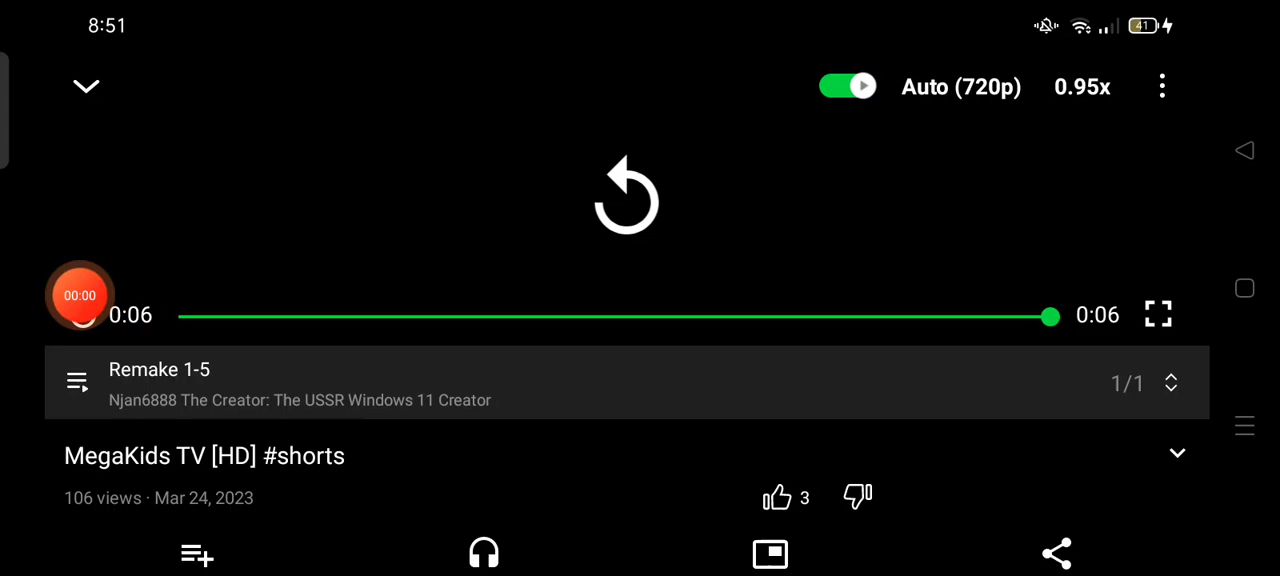 8:51
41
Auto (720p)
0.95x
00:00
0:06
0:06
Remake 1-5
Njan6888 The Creator: The USSR Windows 11 Creator
1/1
MegaKids TV [HD] #shorts
106 views · Mar 24, 2023
3